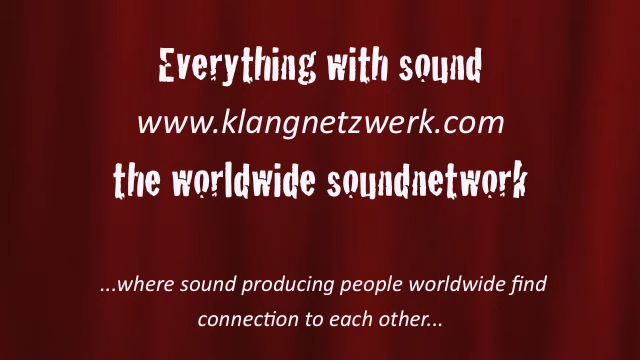 Everything with sound
www.klangnetzwerk.com
the worldwide soundnetwork
...where sound producing people worldwide find
connection to each other...